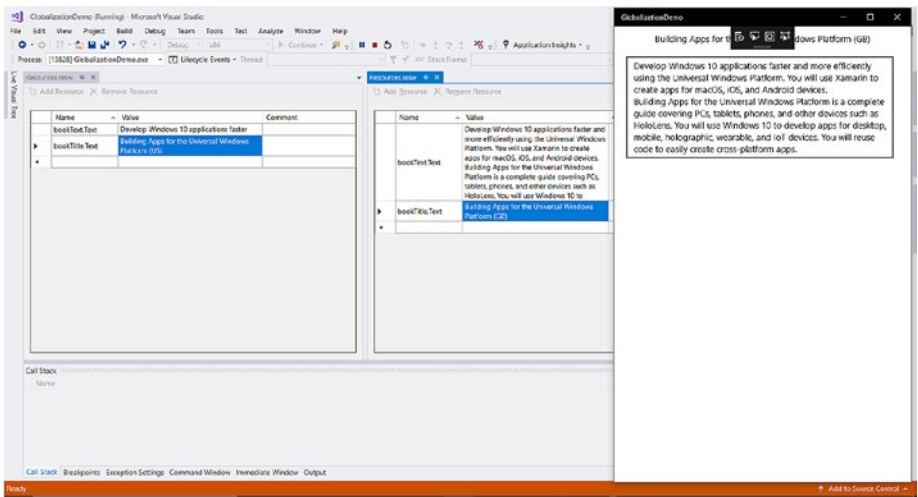 GlobalizationDemo (Running) - Microsoft Visual Studio
File Edit View Project Build Debug Team Tools Test Analyze Window Help
Debug x86 Continue Application Insights
Process: [13828] GlobalizationDemo.exe Lifecycle Events Thread: Stack Frame:
Live Visual Tree
Resources.resw
Add Resource Remove Resource
Name Value Comment
bookText.Text Develop Windows 10 applications faster
bookTitle.Text Building Apps for the Universal Windows
Platform (US)
Resources.resw
Add Resource Remove Resource
Name Value
bookText.Text
Develop Windows 10 applications faster and
more efficiently using the Universal Windows
Platform. You will use Xamarin to create
apps for macOS, iOS, and Android devices.
Building Apps for the Universal Windows
Platform is a complete guide covering PCs,
tablets, phones, and other devices such as
HoloLens. You will use Windows 10 to
bookTitle.Text Building Apps for the Universal Windows
Platform (GB)
Call Stack
Name
Call Stack Breakpoints Exception Settings Command Window Immediate Window Output
Ready
Add to Source Control
GlobalizationDemo
Building Apps for dows Platform (GB)
Develop Windows 10 applications faster and more efficiently
using the Universal Windows Platform. You will use Xamarin to
create apps for macOS, iOS, and Android devices.
Building Apps for the Universal Windows Platform is a complete
guide covering PCs, tablets, phones, and other devices such as
HoloLens. You will use Windows 10 to develop apps for desktop,
mobile, holographic, wearable, and IoT devices. You will reuse
code to easily create cross-platform apps.